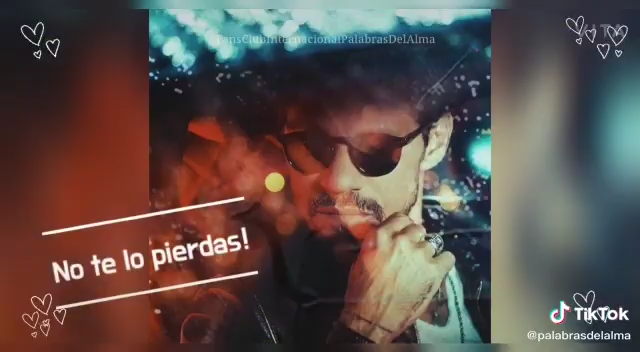 FansClubInternacionalPalabrasDelAlma
No te lo pierdas!
TikTok
@palabrasdelalma